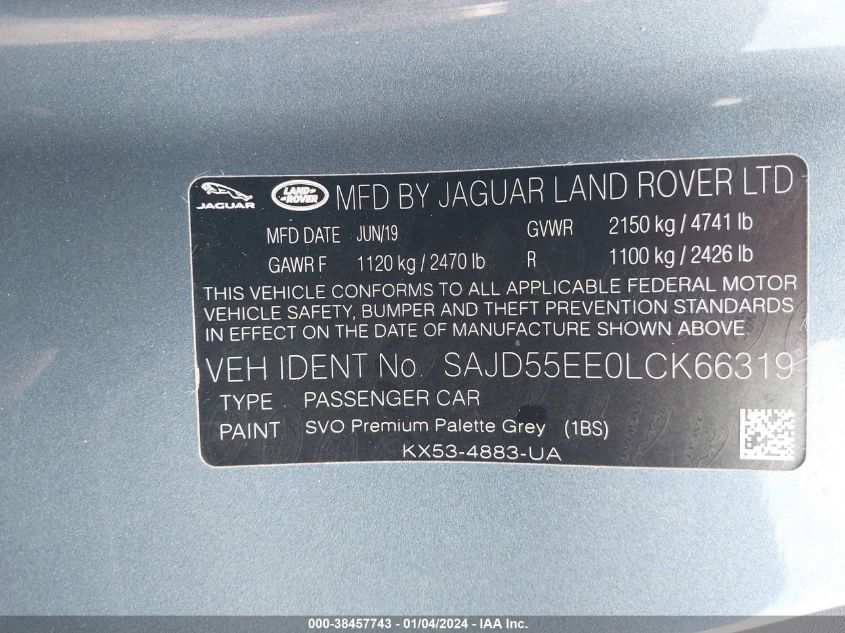 JAGUAR LAND ROVER MFD BY JAGUAR LAND ROVER LTD
MFD DATE JUN/19 GVWR 2150 kg / 4741 lb
GAWR F 1120 kg / 2470 lb R 1100 kg / 2426 lb
THIS VEHICLE CONFORMS TO ALL APPLICABLE FEDERAL MOTOR
VEHICLE SAFETY, BUMPER AND THEFT PREVENTION STANDARDS
IN EFFECT ON THE DATE OF MANUFACTURE SHOWN ABOVE.
VEH IDENT No. SAJD55EE0LCK66319
TYPE PASSENGER CAR
PAINT SVO Premium Palette Grey (1BS)
KX53-4883-UA
000-38457743 - 01/04/2024 - IAA Inc.